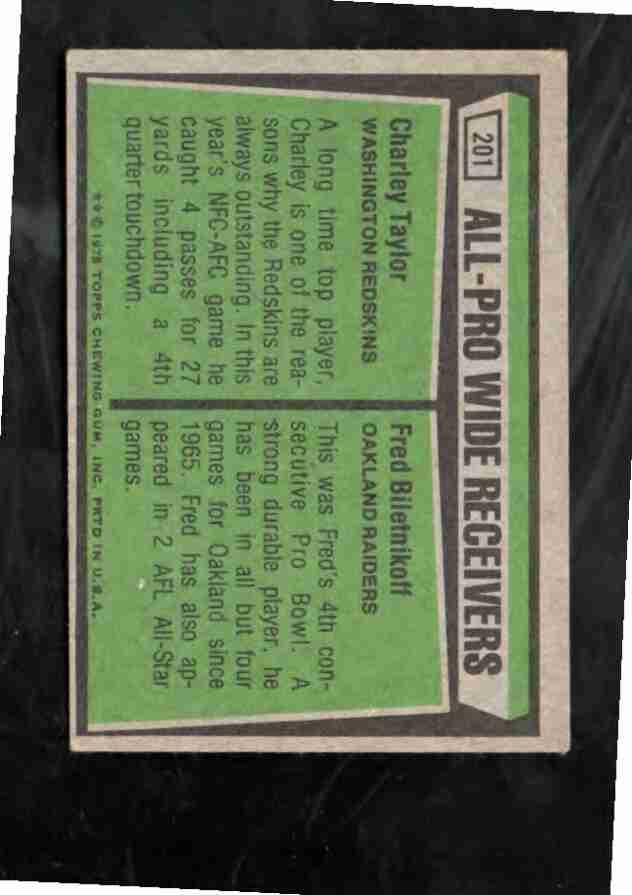 201
ALL-PRO WIDE RECEIVERS
Charley Taylor
WASHINGTON REDSKINS
A long time top player,
Charley is one of the rea-
sons why the Redskins are
always outstanding. In this
year's NFC-AFC game he
caught 4 passes for 27
yards including a 4th
quarter touchdown.
Fred Biletnikoff
OAKLAND RAIDERS
This was Fred's 4th con-
secutive Pro Bowl. A
strong durable player, he
has been in all but four
games for Oakland since
1965. Fred has also ap-
peared in 2 AFL All-Star
games.
**© 1975 TOPPS CHEWING GUM, INC. PRTD IN U.S.A.